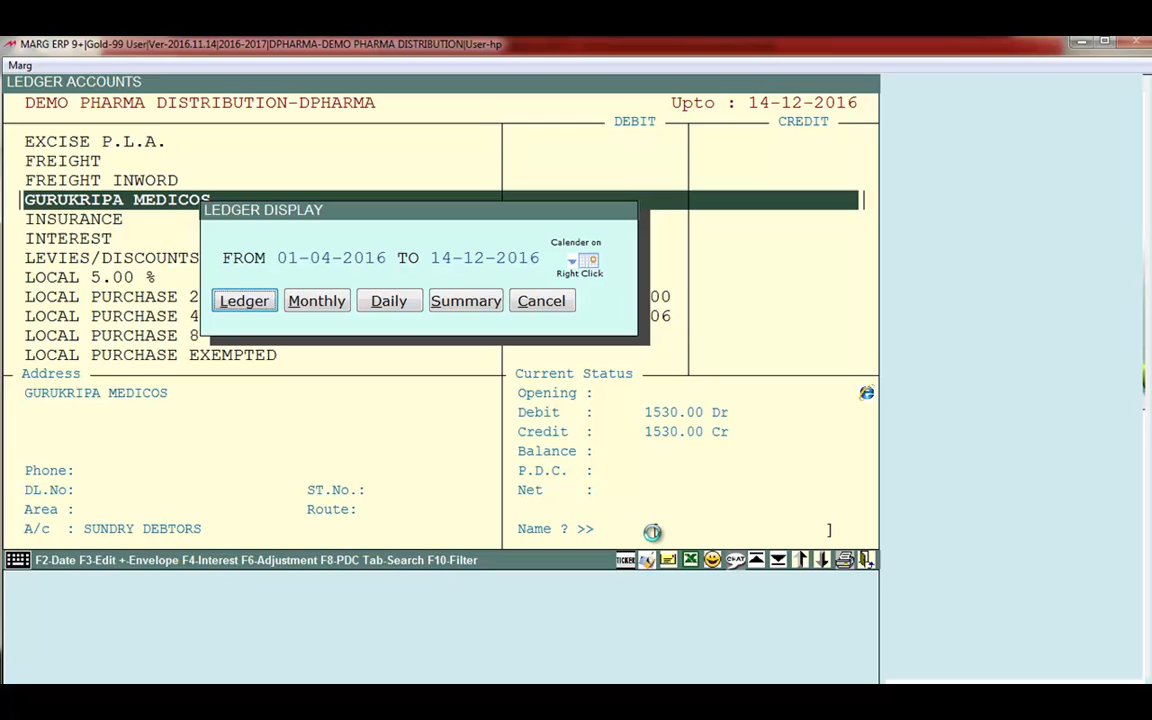 MARG ERP 9+|Gold-99 User|Ver-2016.11.14|2016-2017|DPHARMA-DEMO PHARMA DISTRIBUTION|User-hp
Marg
LEDGER ACCOUNTS
DEMO PHARMA DISTRIBUTION-DPHARMA Upto : 14-12-2016
DEBIT CREDIT
EXCISE P.L.A.
FREIGHT
FREIGHT INWORD
GURUKRIPA MEDICOS
LEDGER DISPLAY
INSURANCE
INTEREST
Calender on
LEVIES/DISCOUNTS FROM 01-04-2016 TO 14-12-2016
Right Click
LOCAL 5.00 %
LOCAL PURCHASE 2 Ledger Monthly Daily Summary Cancel 00
LOCAL PURCHASE 4 06
LOCAL PURCHASE 8
LOCAL PURCHASE EXEMPTED
Address Current Status
GURUKRIPA MEDICOS Opening :
Debit : 1530.00 Dr
Credit : 1530.00 Cr
Balance :
Phone: P.D.C. :
DL.No: ST.No.: Net :
Area : Route:
A/c : SUNDRY DEBTORS Name ? >> ]
F2-Date F3-Edit +-Envelope F4-Interest F6-Adjustment F8-PDC Tab-Search F10-Filter TICKER CHAT